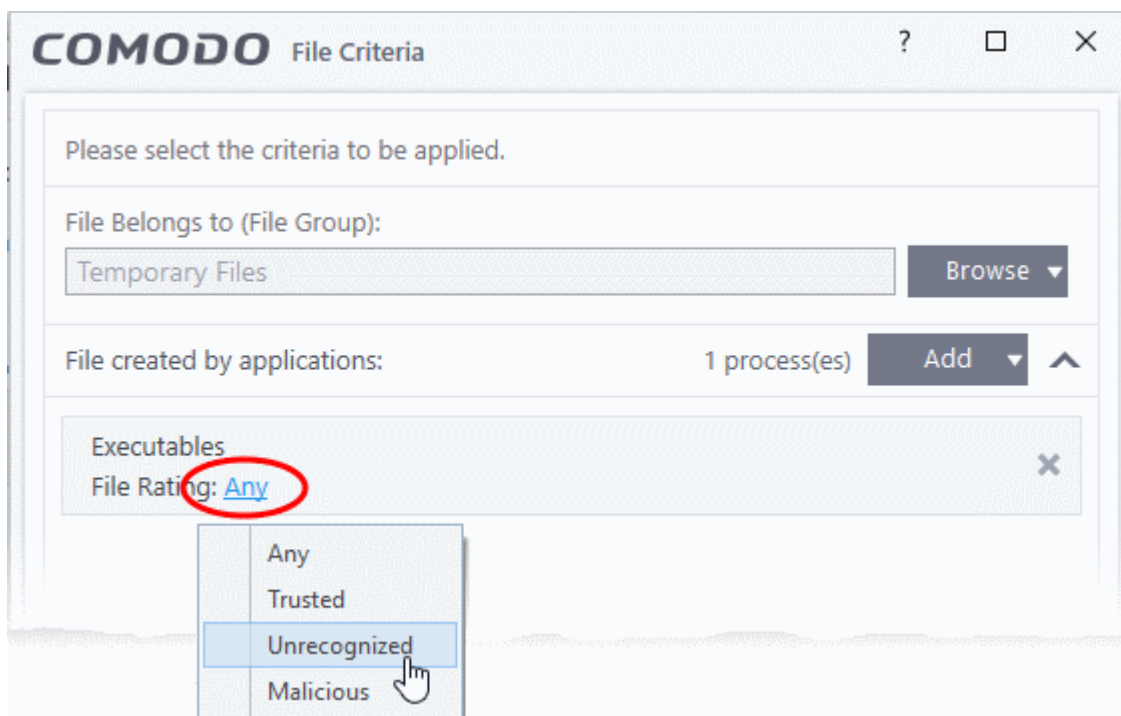 COMODO File Criteria ?
Please select the criteria to be applied.
File Belongs to (File Group):
Temporary Files Browse
File created by applications: 1 process(es) Add
Executables
File Rating: Any
Any
Trusted
Unrecognized
Malicious